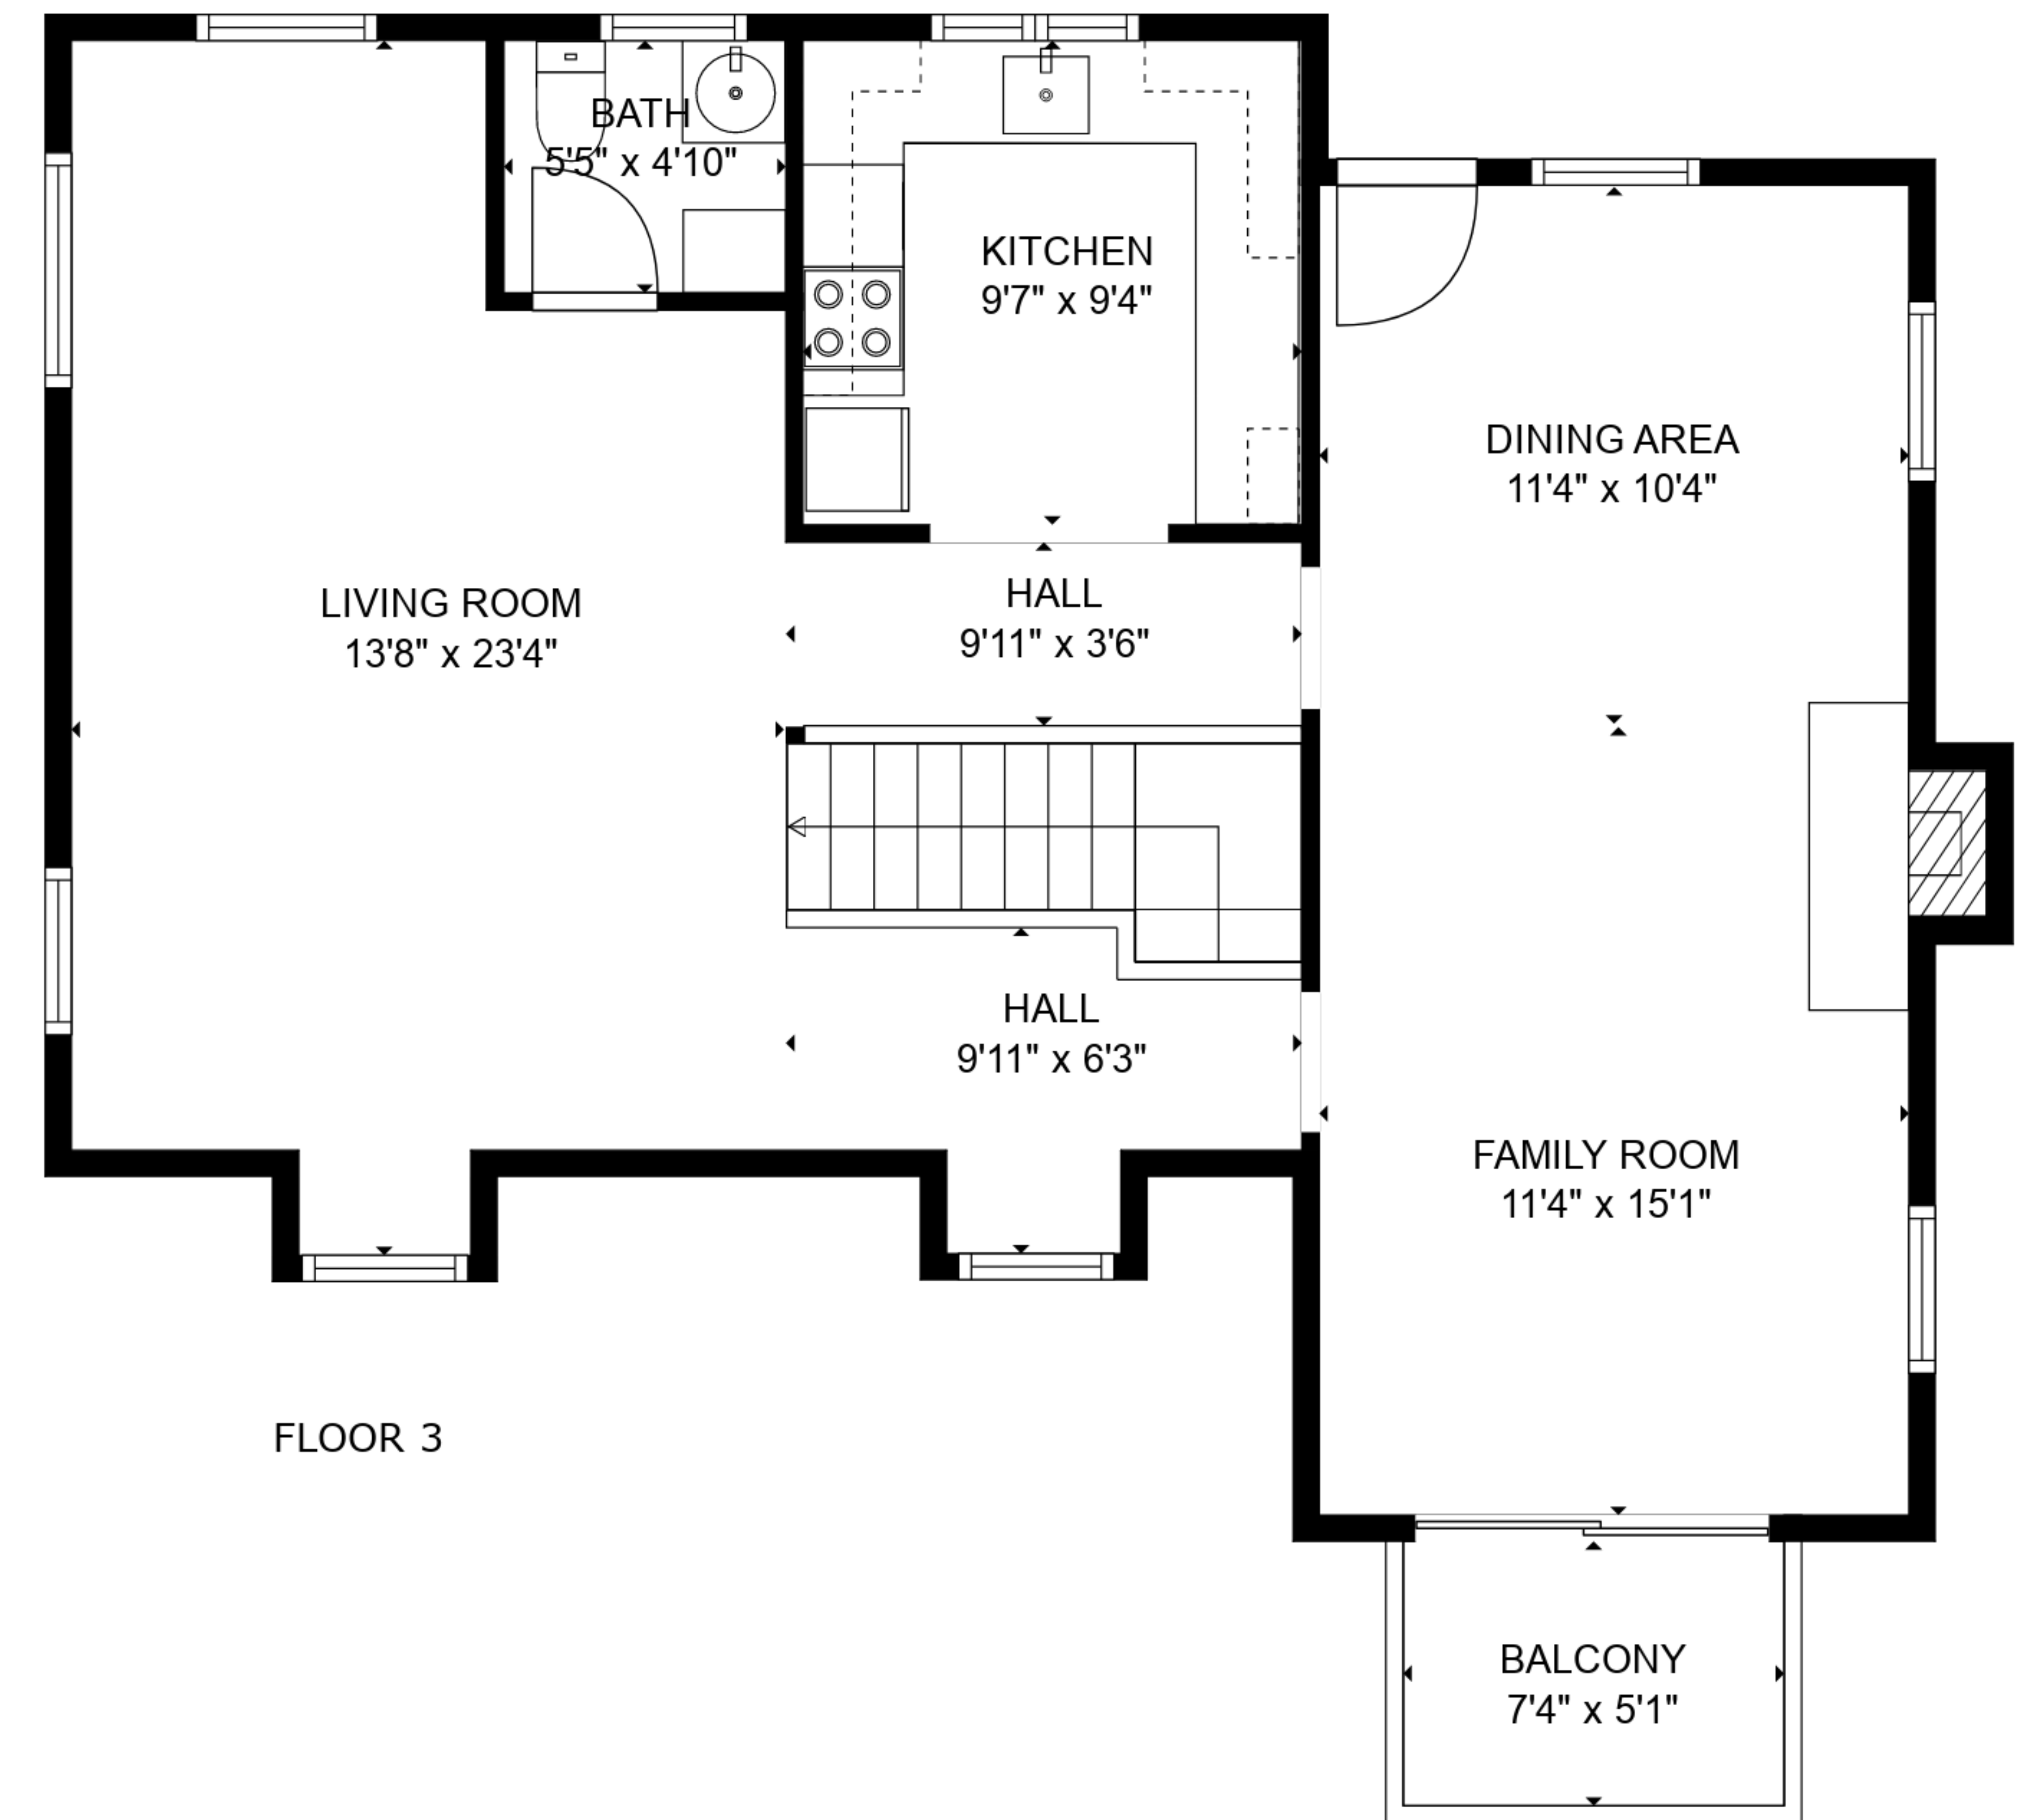 BATH
5'5" x 4'10"
KITCHEN
9'7" x 9'4"
DINING AREA
11'4" x 10'4"
LIVING ROOM
13'8" x 23'4"
HALL
9'11" x 3'6"
HALL
9'11" x 6'3"
FAMILY ROOM
11'4" x 15'1"
FLOOR 3
BALCONY
7'4" x 5'1"